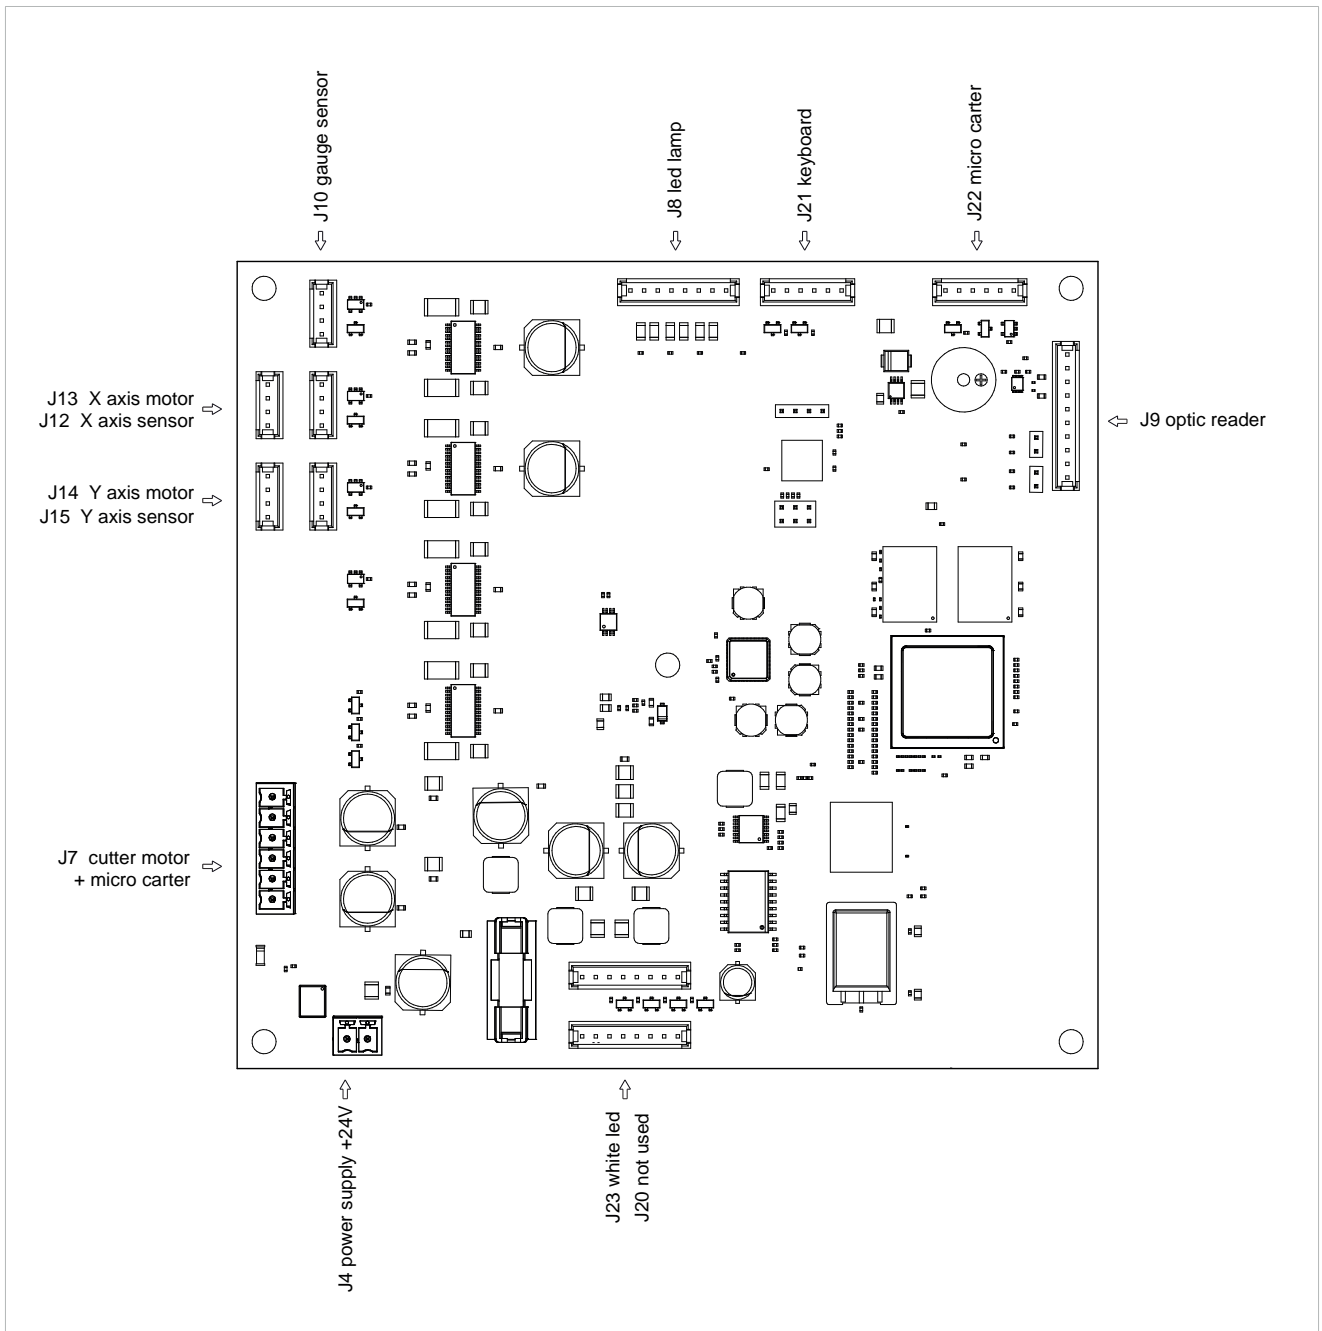 J10 gauge sensor
J8 led lamp
J21 keyboard
J22 micro carter
J13  X axis motor
J12  X axis sensor
J9 optic reader
J14  Y axis motor
J15  Y axis sensor
J7  cutter motor
+ micro carter
J4 power supply +24V
J23 white led
J20 not used